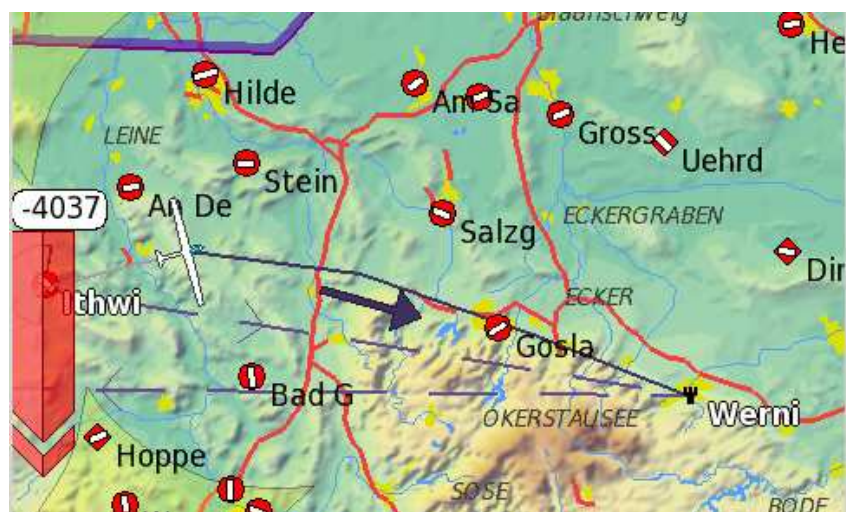 Braunschweig
He
Hilde
Am Sa
LEINE
Gross
Uehrd
Stein
-4037
An De
Salzg
ECKERGRABEN
Dir
Ithwi
ECKER
Gosla
Bad G
OKERSTAUSEE
Werni
Hoppe
SOSE
BODE